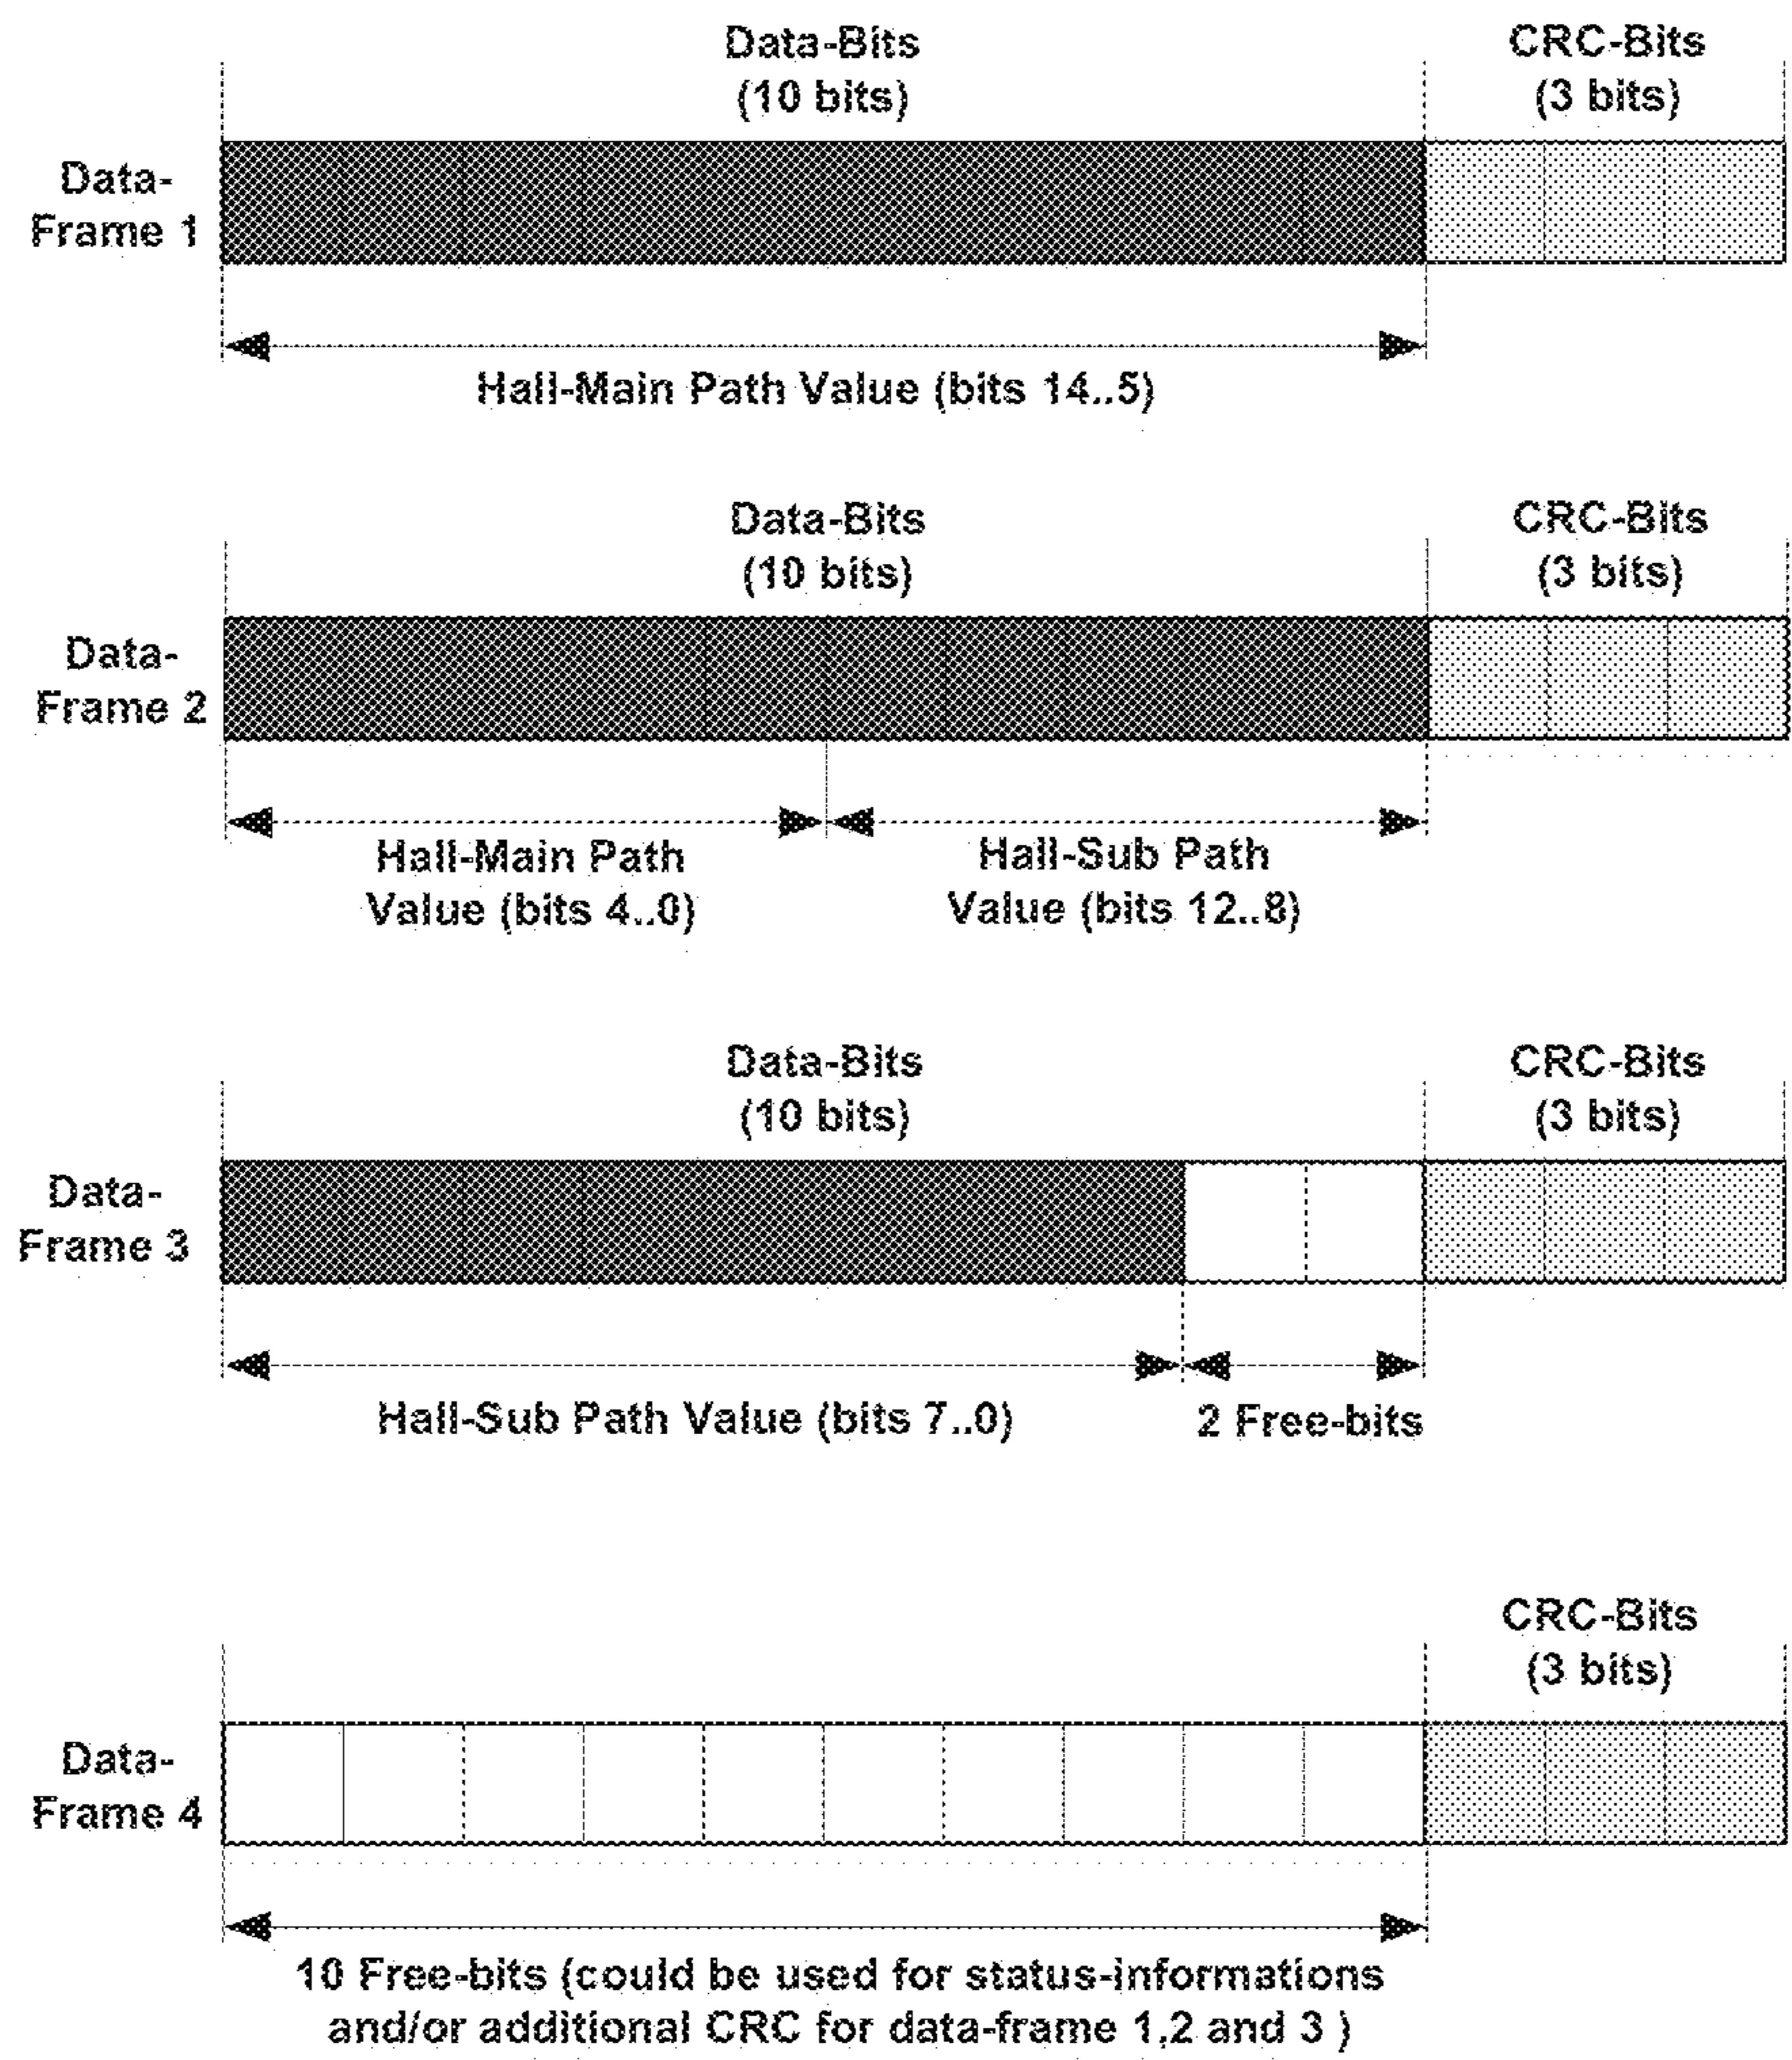 Data-Bits
(10 bits)
CRC-Bits
(3 bits)
Data-
Frame 1
Hall-Main Path Value (bits 14..5)
Data-Bits
(10 bits)
CRC-Bits
(3 bits)
Data-
Frame 2
Hall-Main Path
Value (bits 4..0)
Hall-Sub Path
Value (bits 12..8)
Data-Bits
(10 bits)
CRC-Bits
(3 bits)
Data-
Frame 3
Hall-Sub Path Value (bits 7..0)
2 Free-bits
CRC-Bits
(3 bits)
Data-
Frame 4
10 Free-bits (could be used for status-informations
and/or additional CRC for data-frame 1,2 and 3 )